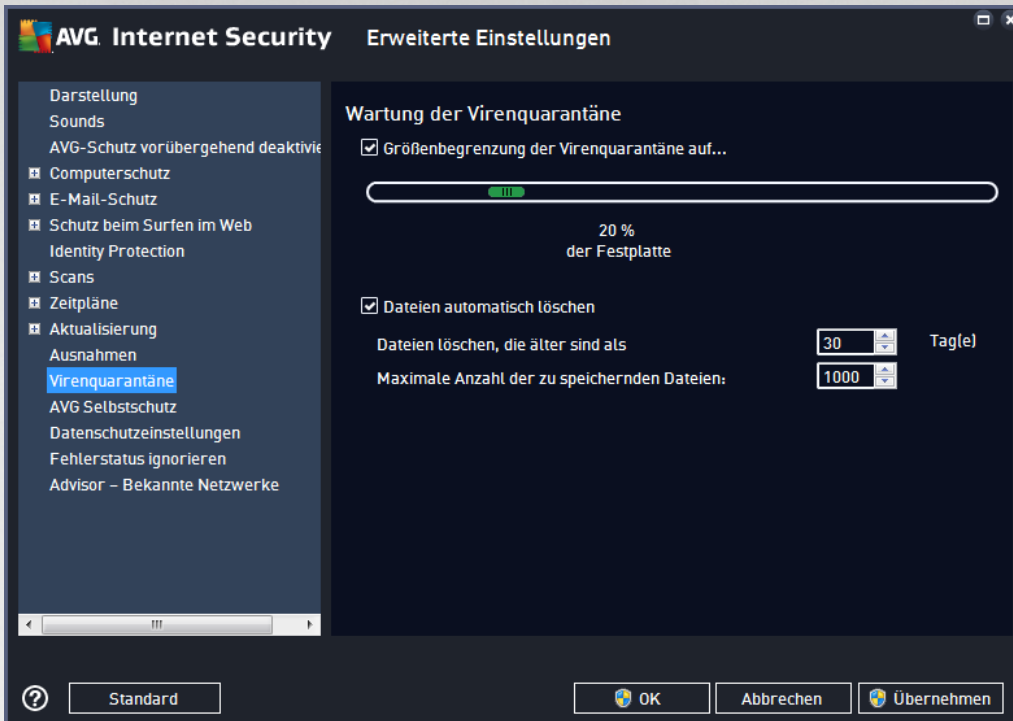 AVG Internet Security Erweiterte Einstellungen
Darstellung
Sounds
AVG-Schutz vorübergehend
Computerschutz
E-Mail-Schutz
Schutz beim Surfen im Web
Identity Protection
Scans
Zeitpläne
Aktualisierung
Ausnahmen
Virenquarantäne
AVG Selbstschutz
Datenschutzeinstellungen
Fehlerstatus ignorieren
Advisor – Bekannte Netzwerke
Wartung der Virenquarantäne
Größenbegrenzung der Virenquarantäne auf...
20 %
der Festplatte
Dateien automatisch löschen
Dateien löschen, die älter sind als 30 Tag(e)
Maximale Anzahl der zu speichernden Dateien: 1000
? Standard OK Abbrechen Übernehmen